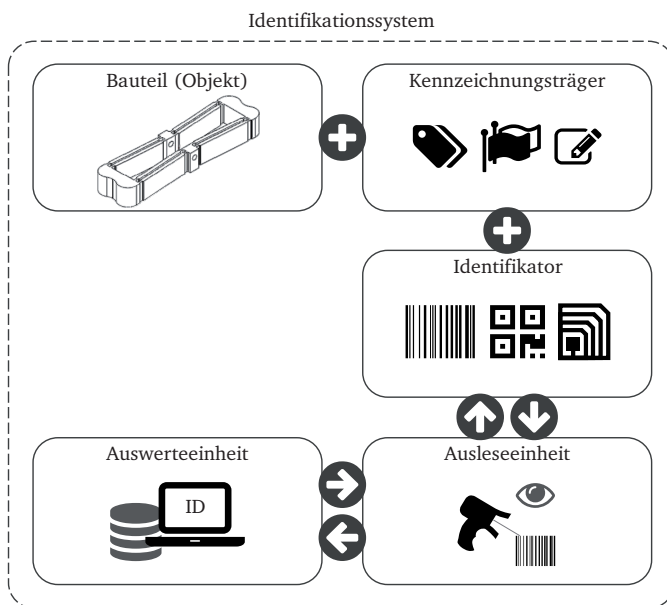 Identifikationssystem
Bauteil (Objekt)
Kennzeichnungsträger
Identifikator
Auswerteeinheit
Ausleseeinheit
ID